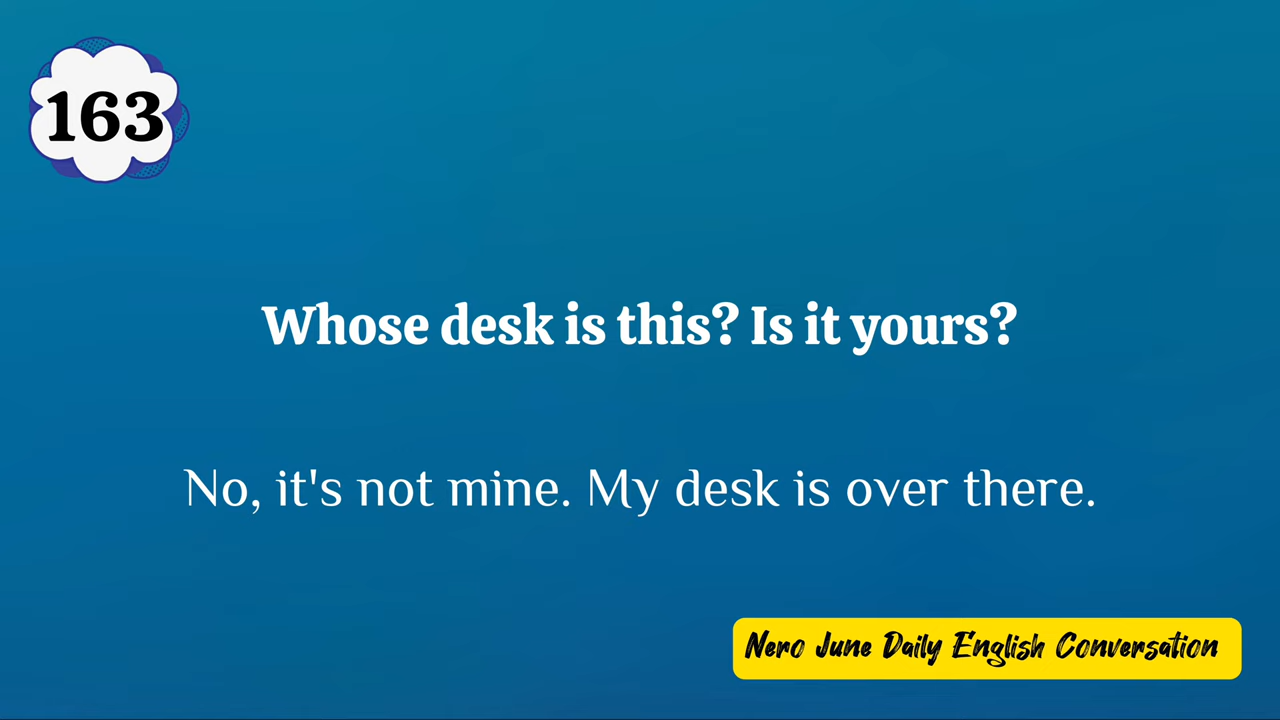 163
Whose desk is this? Is it yours?
No, it's not mine. My desk is over there.
Nero June Daily English Conversation